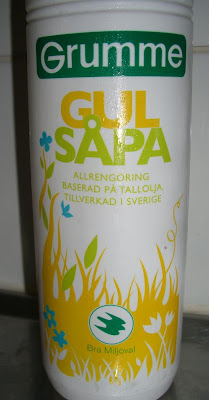 Grumme
GUL
SÅPA
ALLRENGÖRING
BASERAD PÅ TALLOLJA,
TILLVERKAD I SVERIGE
Bra Miljöval